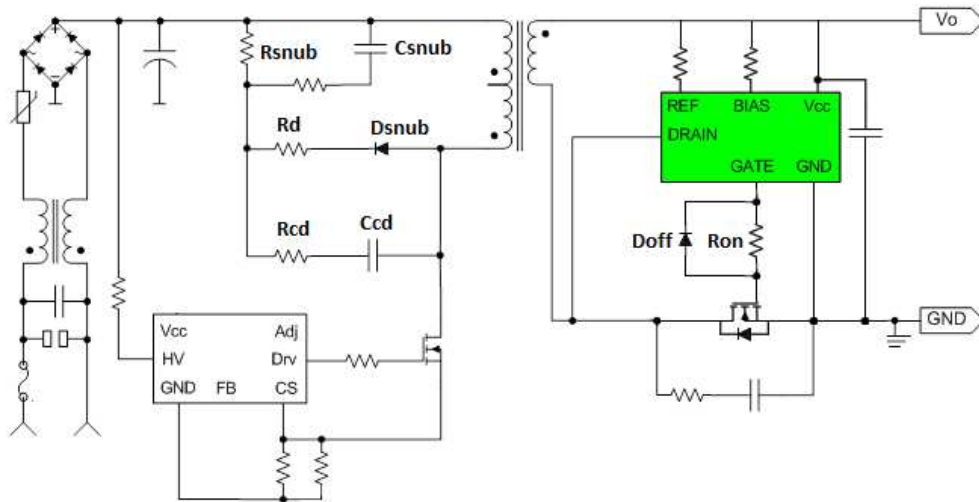 Rsnub
Csnub
Vo
REF
BIAS
Vcc
Rd
Dsnub
DRAIN
GATE
GND
Rcd
Ccd
Doff
Ron
Vcc
Adj
GND
HV
Drv
GND
FB
CS